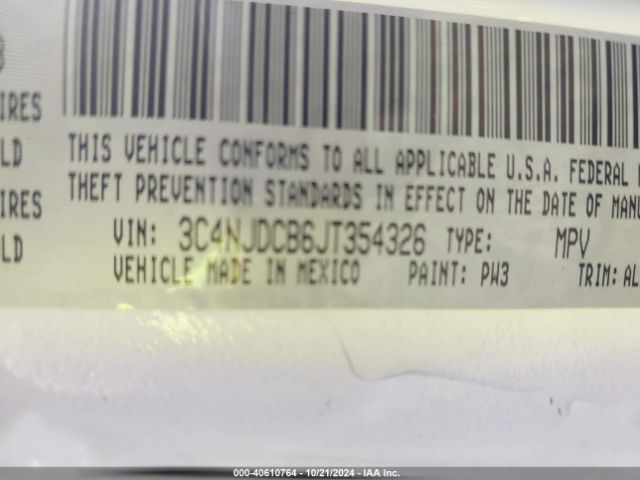 3
IRES
LD
IRES
LD
THIS VEHICLE CONFORMS TO ALL APPLICABLE U.S.A. FEDERAL
THEFT PREVENTION STANDARDS IN EFFECT ON THE DATE OF MANU
VIN: 3C4NJDCB6JT354326 TYPE: MPV
VEHICLE MADE IN MEXICO PAINT: PW3 TRIM: AL
000-40610764 - 10/21/2024 - IAA Inc.